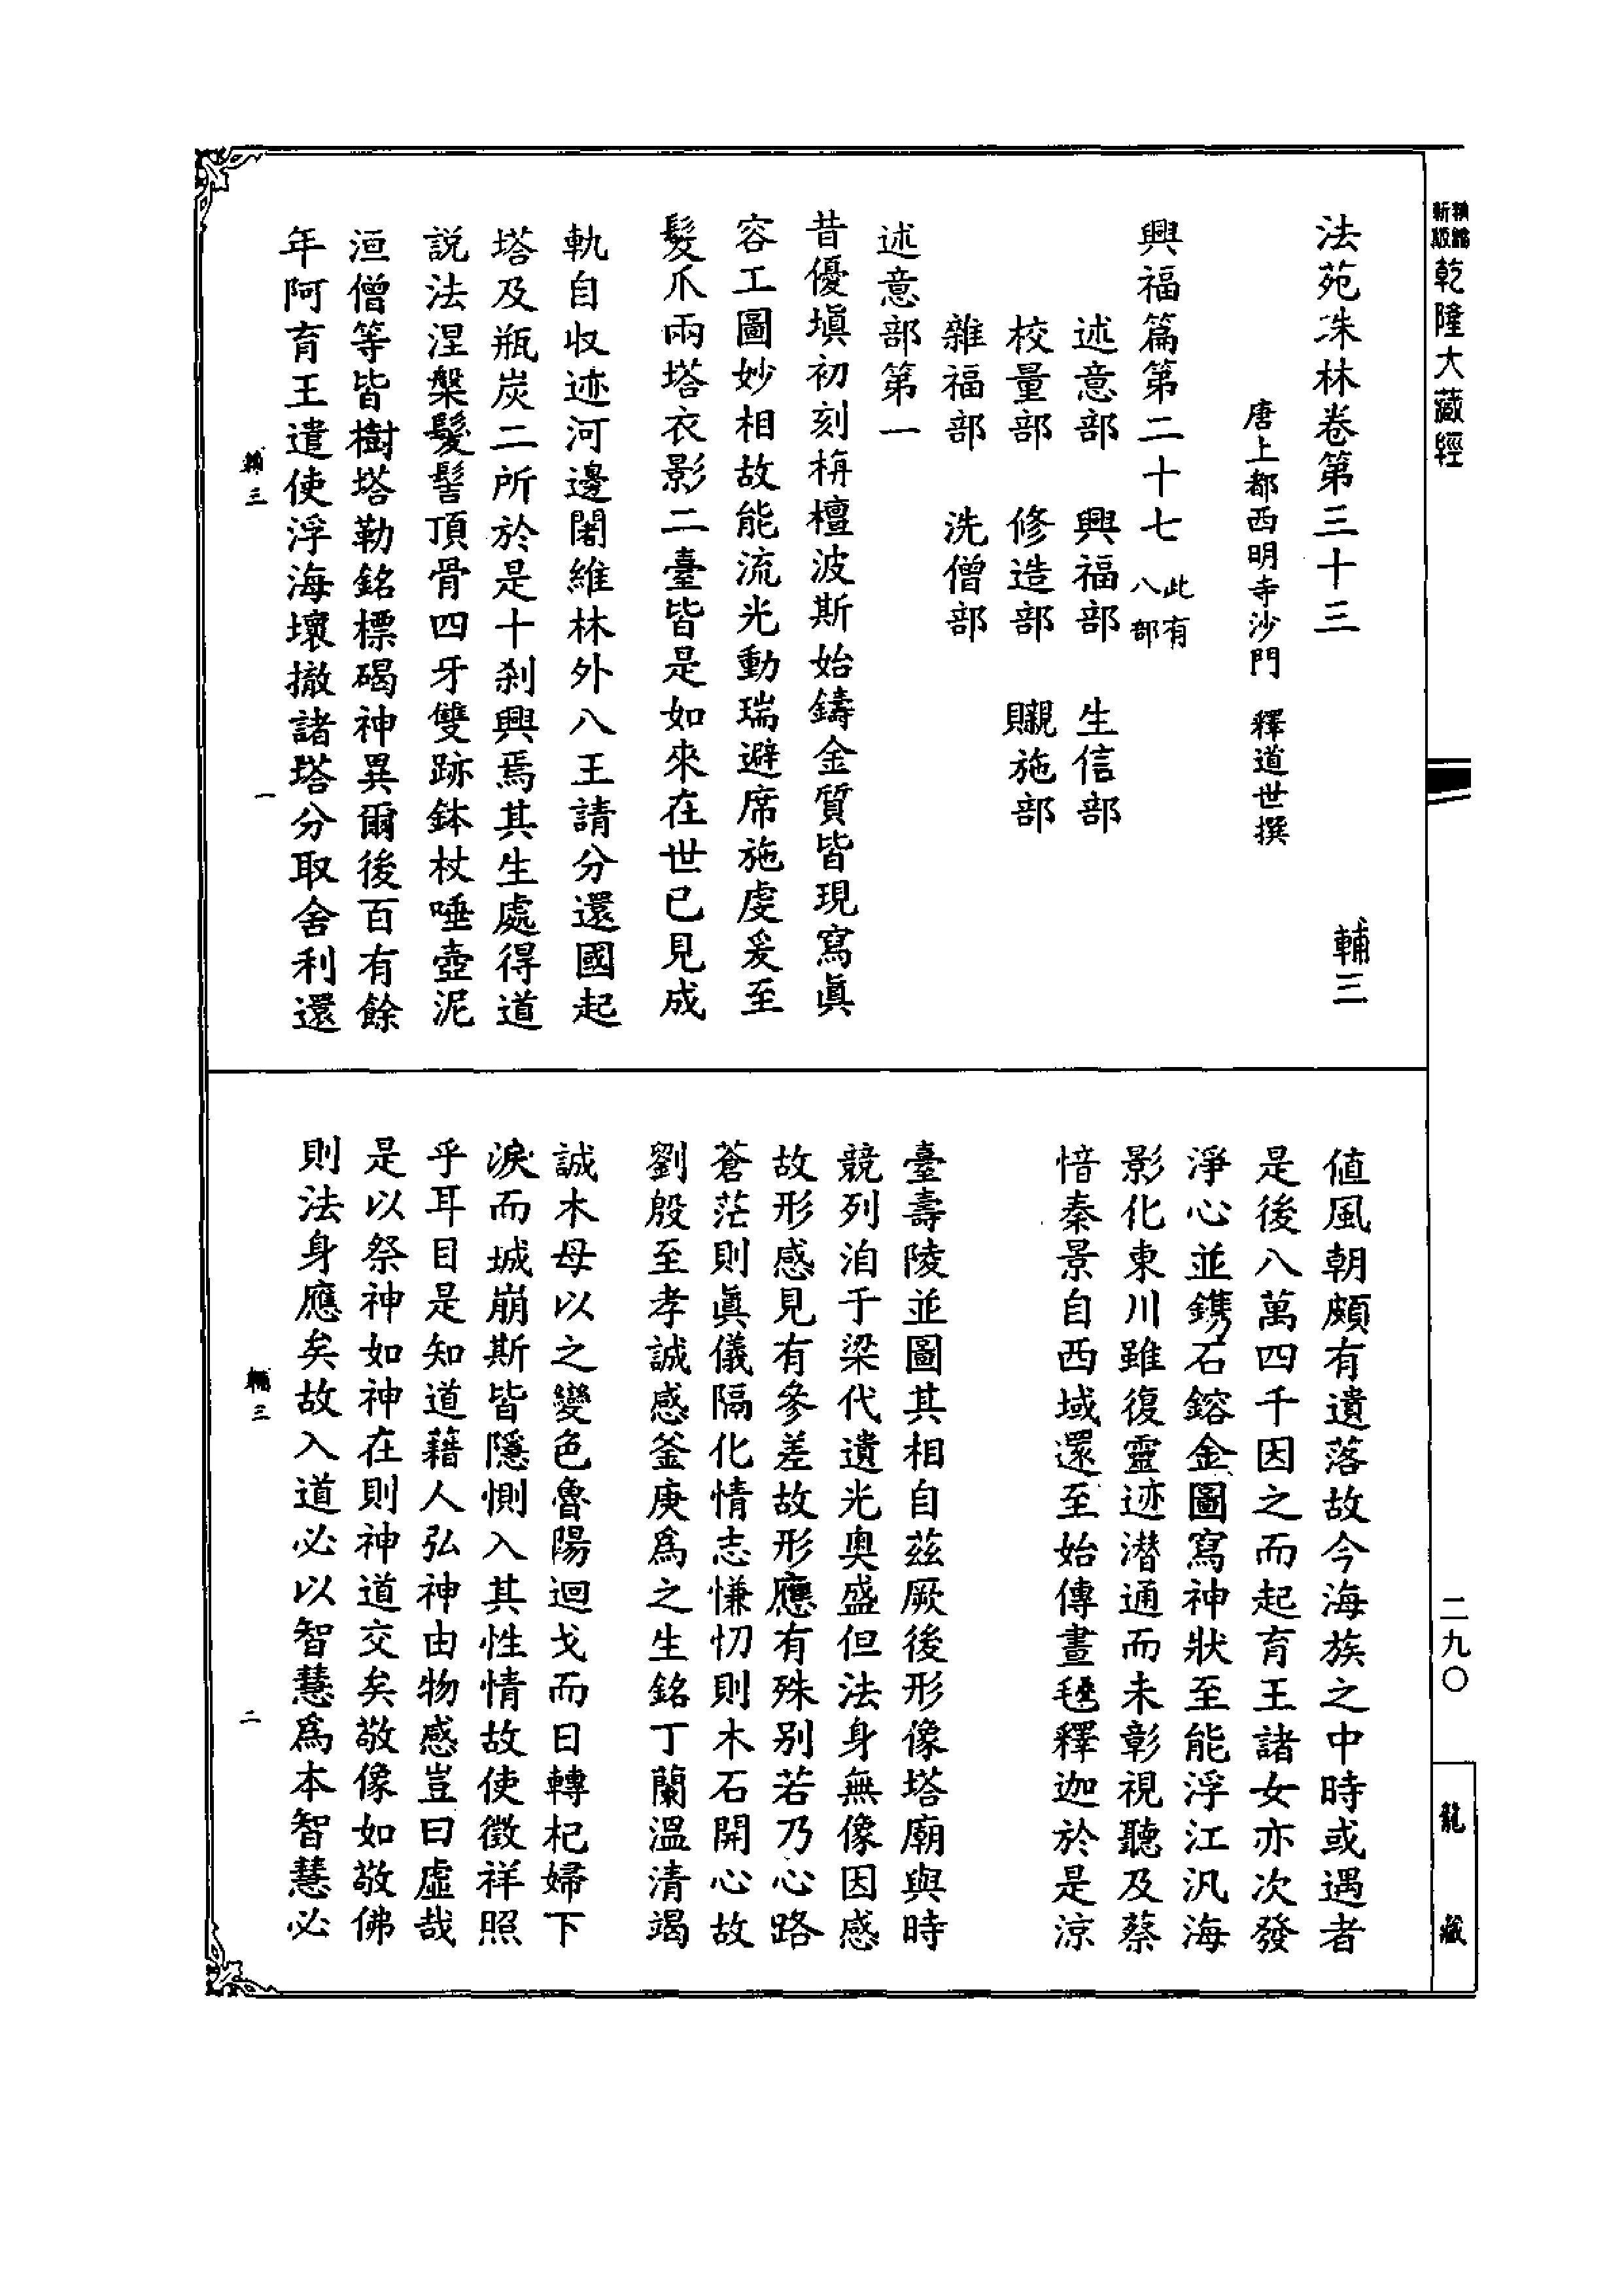 精編
新版
乾隆大藏經
法苑珠林卷第三十三 輔三
唐上都西明寺沙門 釋道世撰
興福篇第二十七 此有八部
述意部 興福部 生信部
校量部 修造部 賝施部
雜福部 洗僧部
述意部第一
昔優填初刻栴檀波斯始鑄金質皆現寫眞
容工圖妙相故能流光動瑞避席施虔爰至
髮爪兩塔衣影二臺皆是如來在世已見成
軌自收迹河邊闍維林外八王請分還國起
塔及瓶炭二所於是十刹興焉其生處得道
説法涅槃髮髻頂骨四牙雙跡鉢杖唾壺泥
洹僧等皆樹塔勒銘標碣神異爾後百有餘
年阿育王遣使浮海壞撤諸塔分取舍利還
輔三 一
值風朝頗有遺落故今海族之中時或遇者
是後八萬四千因之而起育王諸女亦次發
淨心並鐫石鎔金圖寫神狀至能浮江汎海
影化東川雖復靈迹潛通而未彰視聽及蔡
愔秦景自西域還至始傳畫㲲釋迦於是涼
臺壽陵並圖其相自茲厥後形像塔廟與時
競列洎于梁代遺光奥盛但法身無像因感
故形感見有參差故形應有殊别若乃心路
蒼茫則眞儀隔化情志慊忉則木石開心故
劉殷至孝誠感釜庚爲之生銘丁蘭溫清竭
誠木母以之變色魯陽迴戈而日轉杞婦下
淚而城崩斯皆隱惻入其性情故使徴祥照
乎耳目是知道藉人弘神由物感豈曰虛哉
是以祭神如神在則神道交矣敬像如敬佛
則法身應矣故入道必以智慧爲本智慧必
輔三 二
二九〇
龍藏